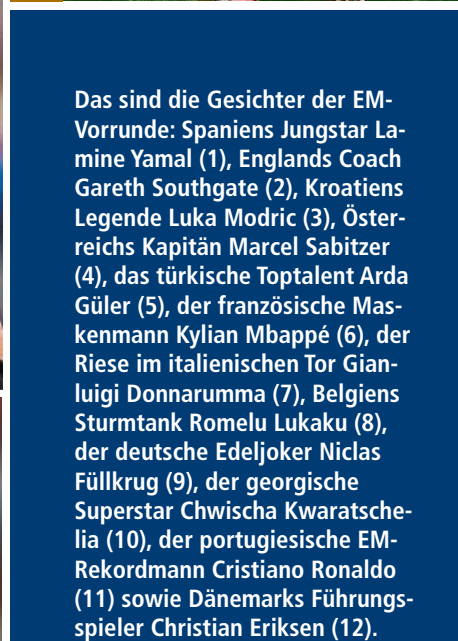 Das sind die Gesichter der EM-
Vorrunde: Spaniens Jungstar La-
mine Yamal (1), Englands Coach
Gareth Southgate (2), Kroatiens
Legende Luka Modric (3), Öster-
reichs Kapitän Marcel Sabitzer
(4), das türkische Toptalent Arda
Güler (5), der französische Mas-
kenmann Kylian Mbappé (6), der
Riese im italienischen Tor Gian-
luigi Donnarumma (7), Belgiens
Sturmtank Romelu Lukaku (8),
der deutsche Edeljoker Niclas
Füllkrug (9), der georgische
Superstar Chwischa Kwaratsche-
lia (10), der portugiesische EM-
Rekordmann Cristiano Ronaldo
(11) sowie Dänemarks Führungs-
spieler Christian Eriksen (12).